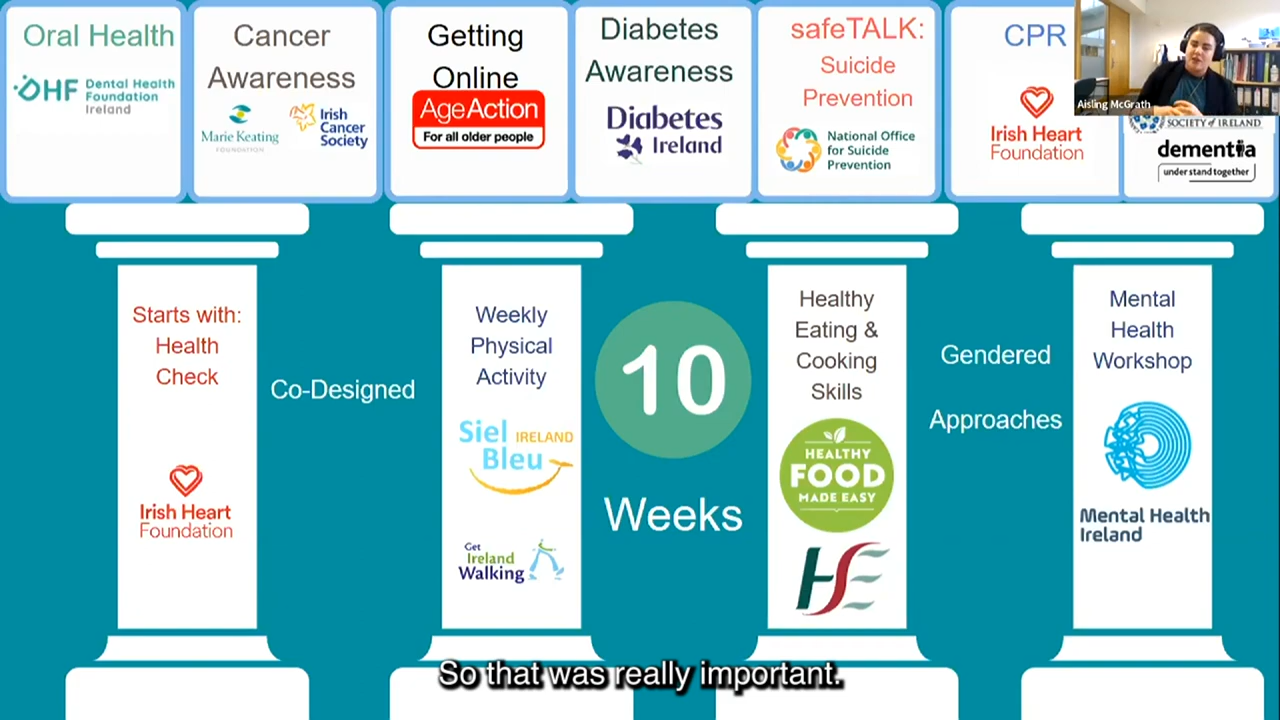 Oral Health
DHF Dental Health
Foundation
Ireland
Cancer
Awareness
Marie Keating
FOUNDATION
Irish
Cancer
Society
Getting
Online
AgeAction
For all older people
Diabetes
Awareness
Diabetes
Ireland
safeTALK:
Suicide
Prevention
National Office
for Suicide
Prevention
CPR
Irish Heart
Foundation
Aisling McGrath
SOCIETY of IRELAND
dementia
understand together
Starts with:
Health
Check
Irish Heart
Foundation
Co-Designed
Weekly
Physical
Activity
Siel IRELAND
Bleu
Get
Ireland
Walking
10
Weeks
Healthy
Eating &
Cooking
Skills
HEALTHY
FOOD
MADE EASY
HSE
Gendered
Approaches
Mental
Health
Workshop
Mental Health
Ireland
So that was really important.